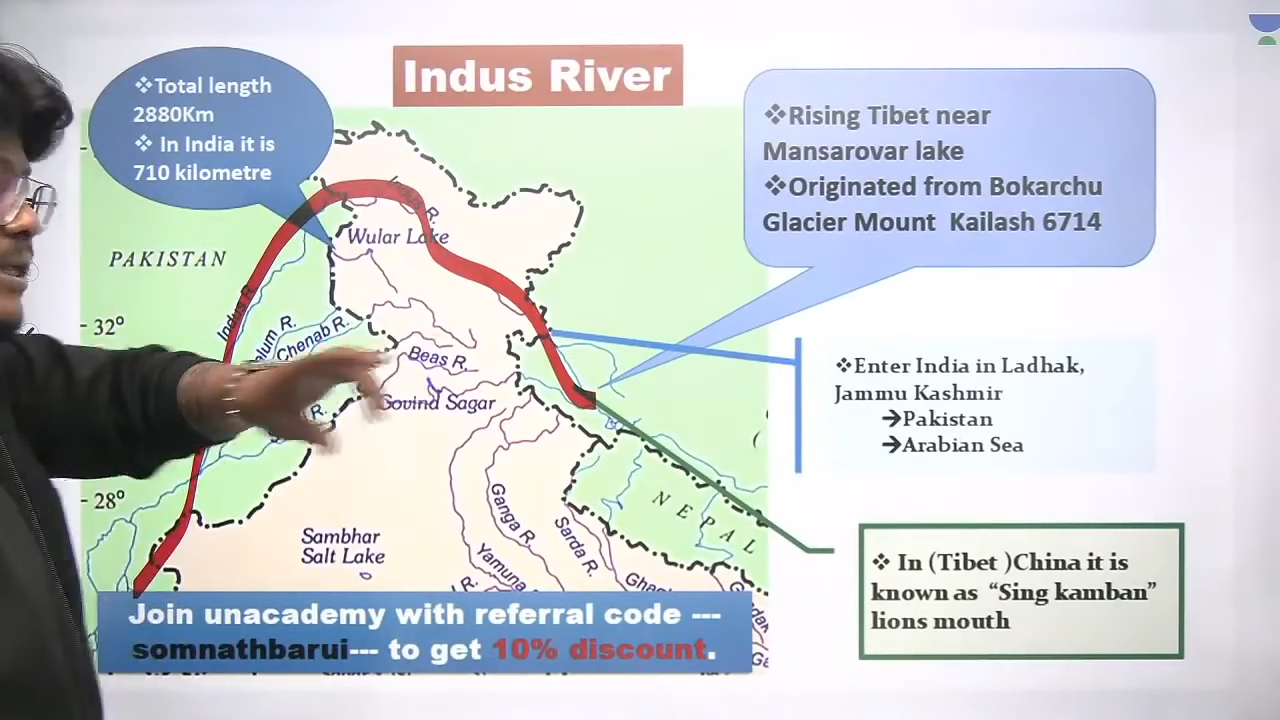 Indus River
❖Total length
2880Km
❖ In India it is
710 kilometre
❖Rising Tibet near
Mansarovar lake
❖Originated from Bokarchu
Glacier Mount Kailash 6714
Indus R.
Wular Lake
PAKISTAN
32°
Indus R.
Chenab R.
Beas R.
Govind Sagar
R.
❖Enter India in Ladhak,
Jammu Kashmir
➔Pakistan
➔Arabian Sea
28°
NEPAL
Ganga R.
Sarda R.
Sambhar
Salt Lake
Yamuna
R.
❖ In (Tibet )China it is
known as “Sing kamban”
lions mouth
Join unacademy with referral code ---
somnathbarui--- to get 10% discount.